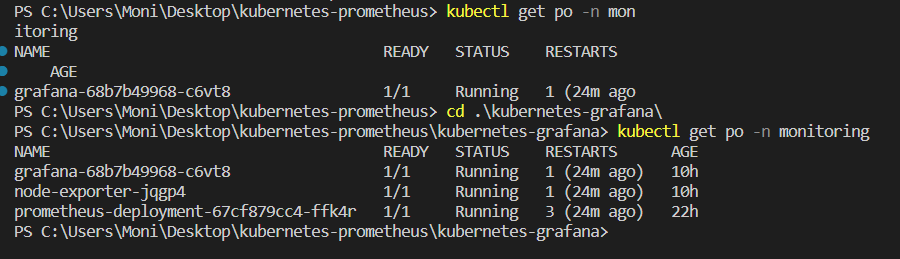 PS C:\Users\Moni\Desktop\kubernetes-prometheus> kubectl get po -n mon
itoring
NAME                                     READY   STATUS    RESTARTS
     AGE
grafana-68b7b49968-c6vt8                 1/1     Running   1 (24m ago
PS C:\Users\Moni\Desktop\kubernetes-prometheus> cd .\kubernetes-grafana\
PS C:\Users\Moni\Desktop\kubernetes-prometheus\kubernetes-grafana> kubectl get po -n monitoring
NAME                                     READY   STATUS    RESTARTS      AGE
grafana-68b7b49968-c6vt8                 1/1     Running   1 (24m ago)   10h
node-exporter-jqgp4                      1/1     Running   1 (24m ago)   10h
prometheus-deployment-67cf879cc4-ffk4r   1/1     Running   3 (24m ago)   22h
PS C:\Users\Moni\Desktop\kubernetes-prometheus\kubernetes-grafana>